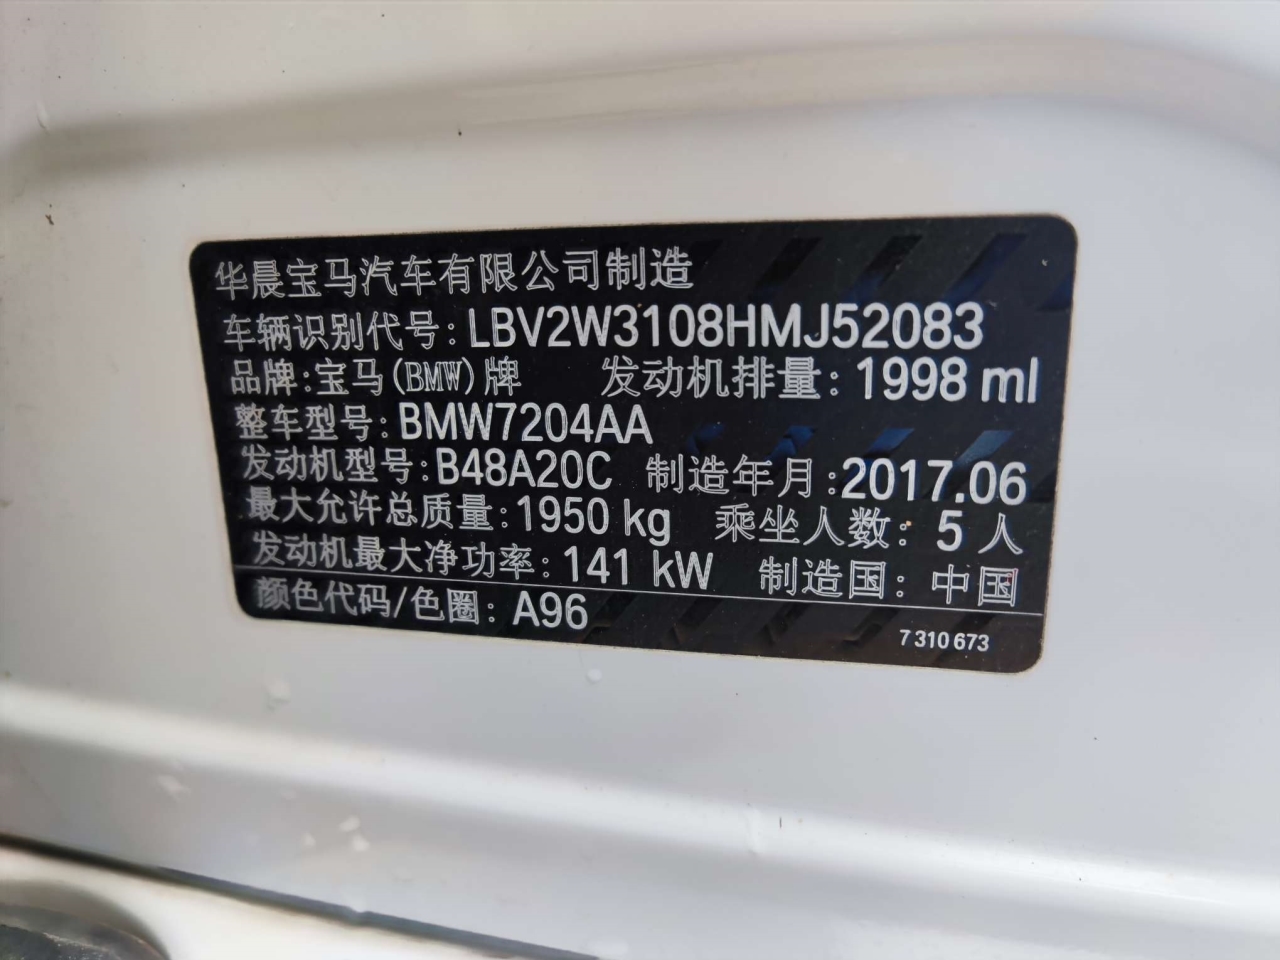 华晨宝马汽车有限公司制造
车辆识别代号: LBV2W3108HMJ52083
品牌:宝马(BMW)牌 发动机排量: 1998 ml
整车型号: BMW7204AA
发动机型号: B48A20C 制造年月:2017.06
最大允许总质量: 1950 kg 乘坐人数: 5 人
发动机最大净功率: 141 kW 制造国: 中国
颜色代码/色圈: A96
7 310 673